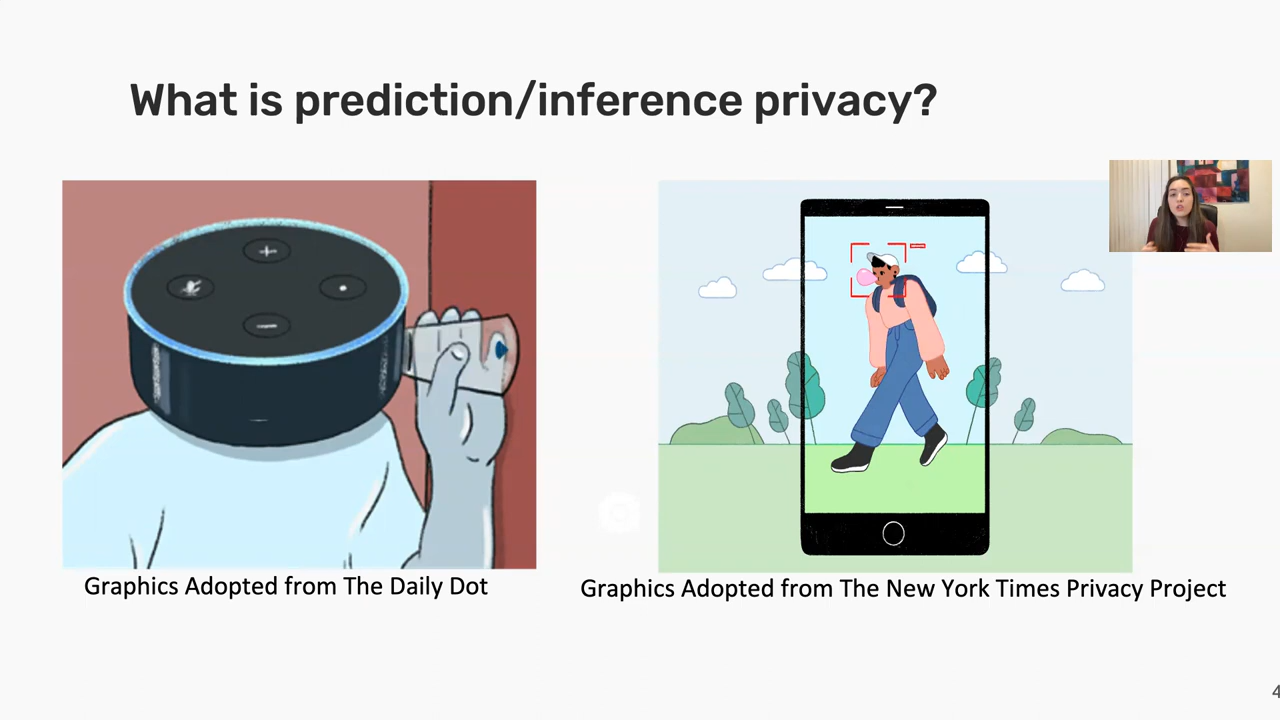 What is prediction/inference privacy?
Graphics Adopted from The Daily Dot
Graphics Adopted from The New York Times Privacy Project
4